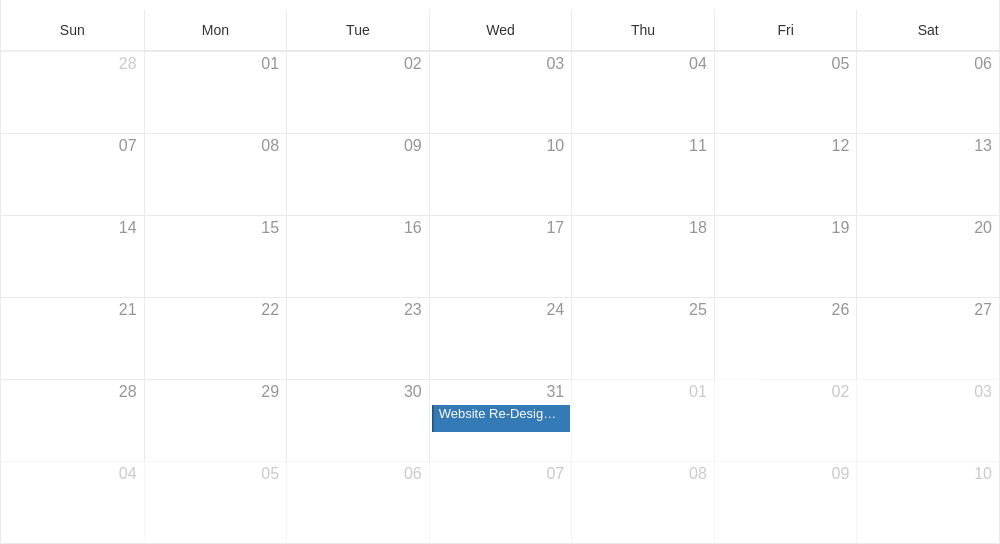 Sun Mon Tue Wed Thu Fri Sat
28 01 02 03 04 05 06
07 08 09 10 11 12 13
14 15 16 17 18 19 20
21 22 23 24 25 26 27
28 29 30 31 01 02 03
Website Re-Desig…
04 05 06 07 08 09 10